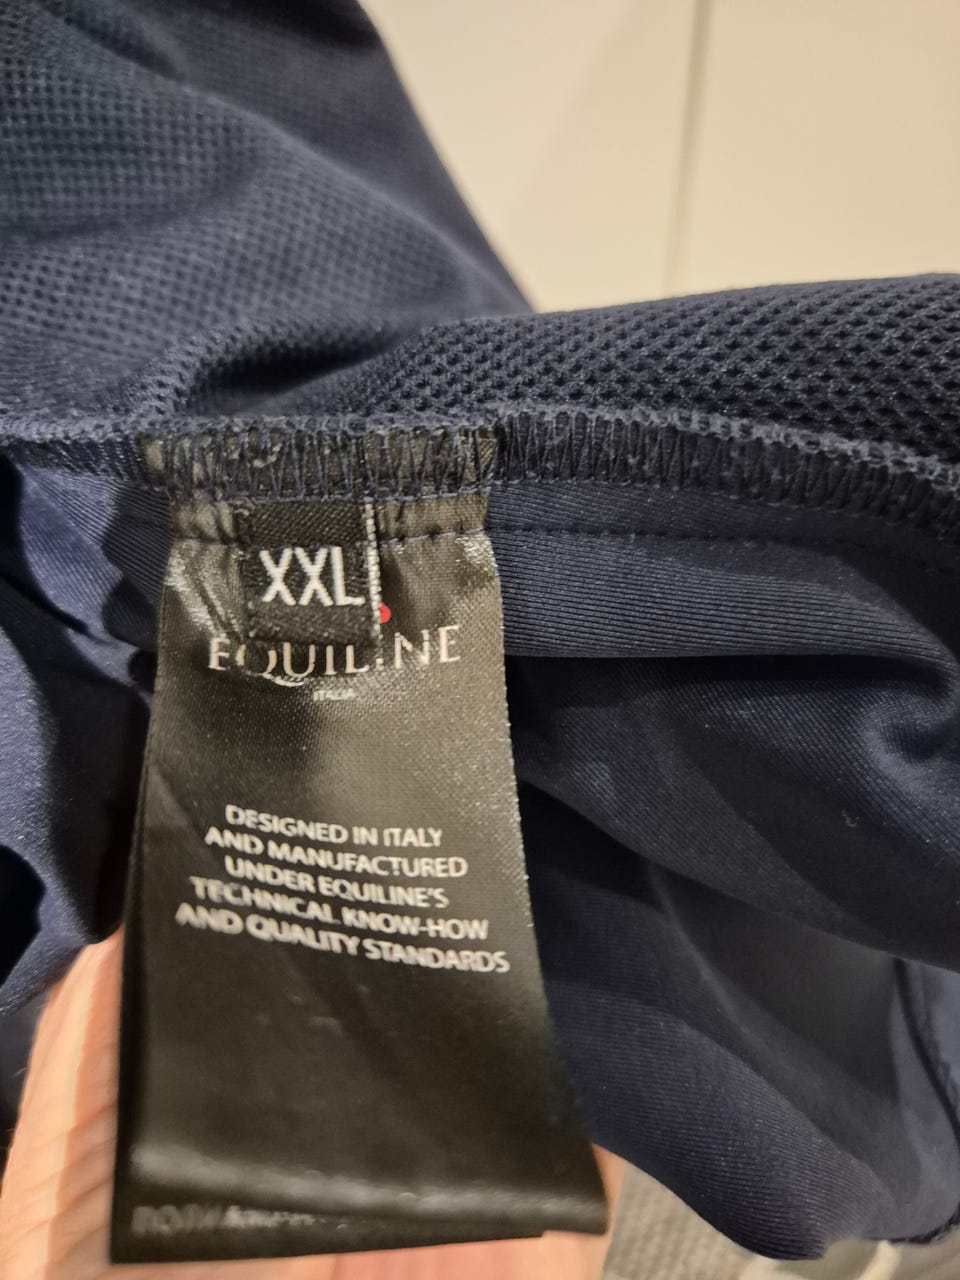 XXL
EQUILINE
ITALIA
DESIGNED IN ITALY
AND MANUFACTURED
UNDER EQUILINE'S
TECHNICAL KNOW-HOW
AND QUALITY STANDARDS